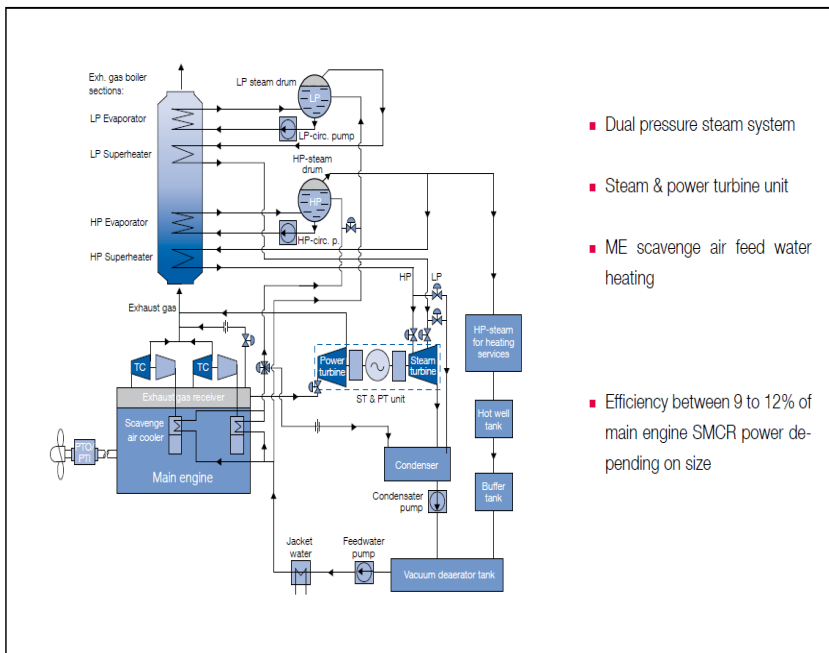 Exh. gas boiler
sections:
LP steam drum
LP
LP Evaporator
LP-circ. pump
LP Superheater
HP-steam
drum
HP
HP Evaporator
HP-circ. p.
HP Superheater
HP
LP
Exhaust gas
HP-steam
for heating
services
TC
TC
Power
turbine
Steam
turbine
ST & PT unit
Exhaust gas receiver
Scavenge
air cooler
Hot well
tank
PTO/
PTI
Main engine
Condenser
Condensater
pump
Buffer
tank
Jacket
water
Feedwater
pump
Vacuum deaerator tank
Dual pressure steam system
Steam & power turbine unit
ME scavenge air feed water
heating
Efficiency between 9 to 12% of
main engine SMCR power de-
pending on size